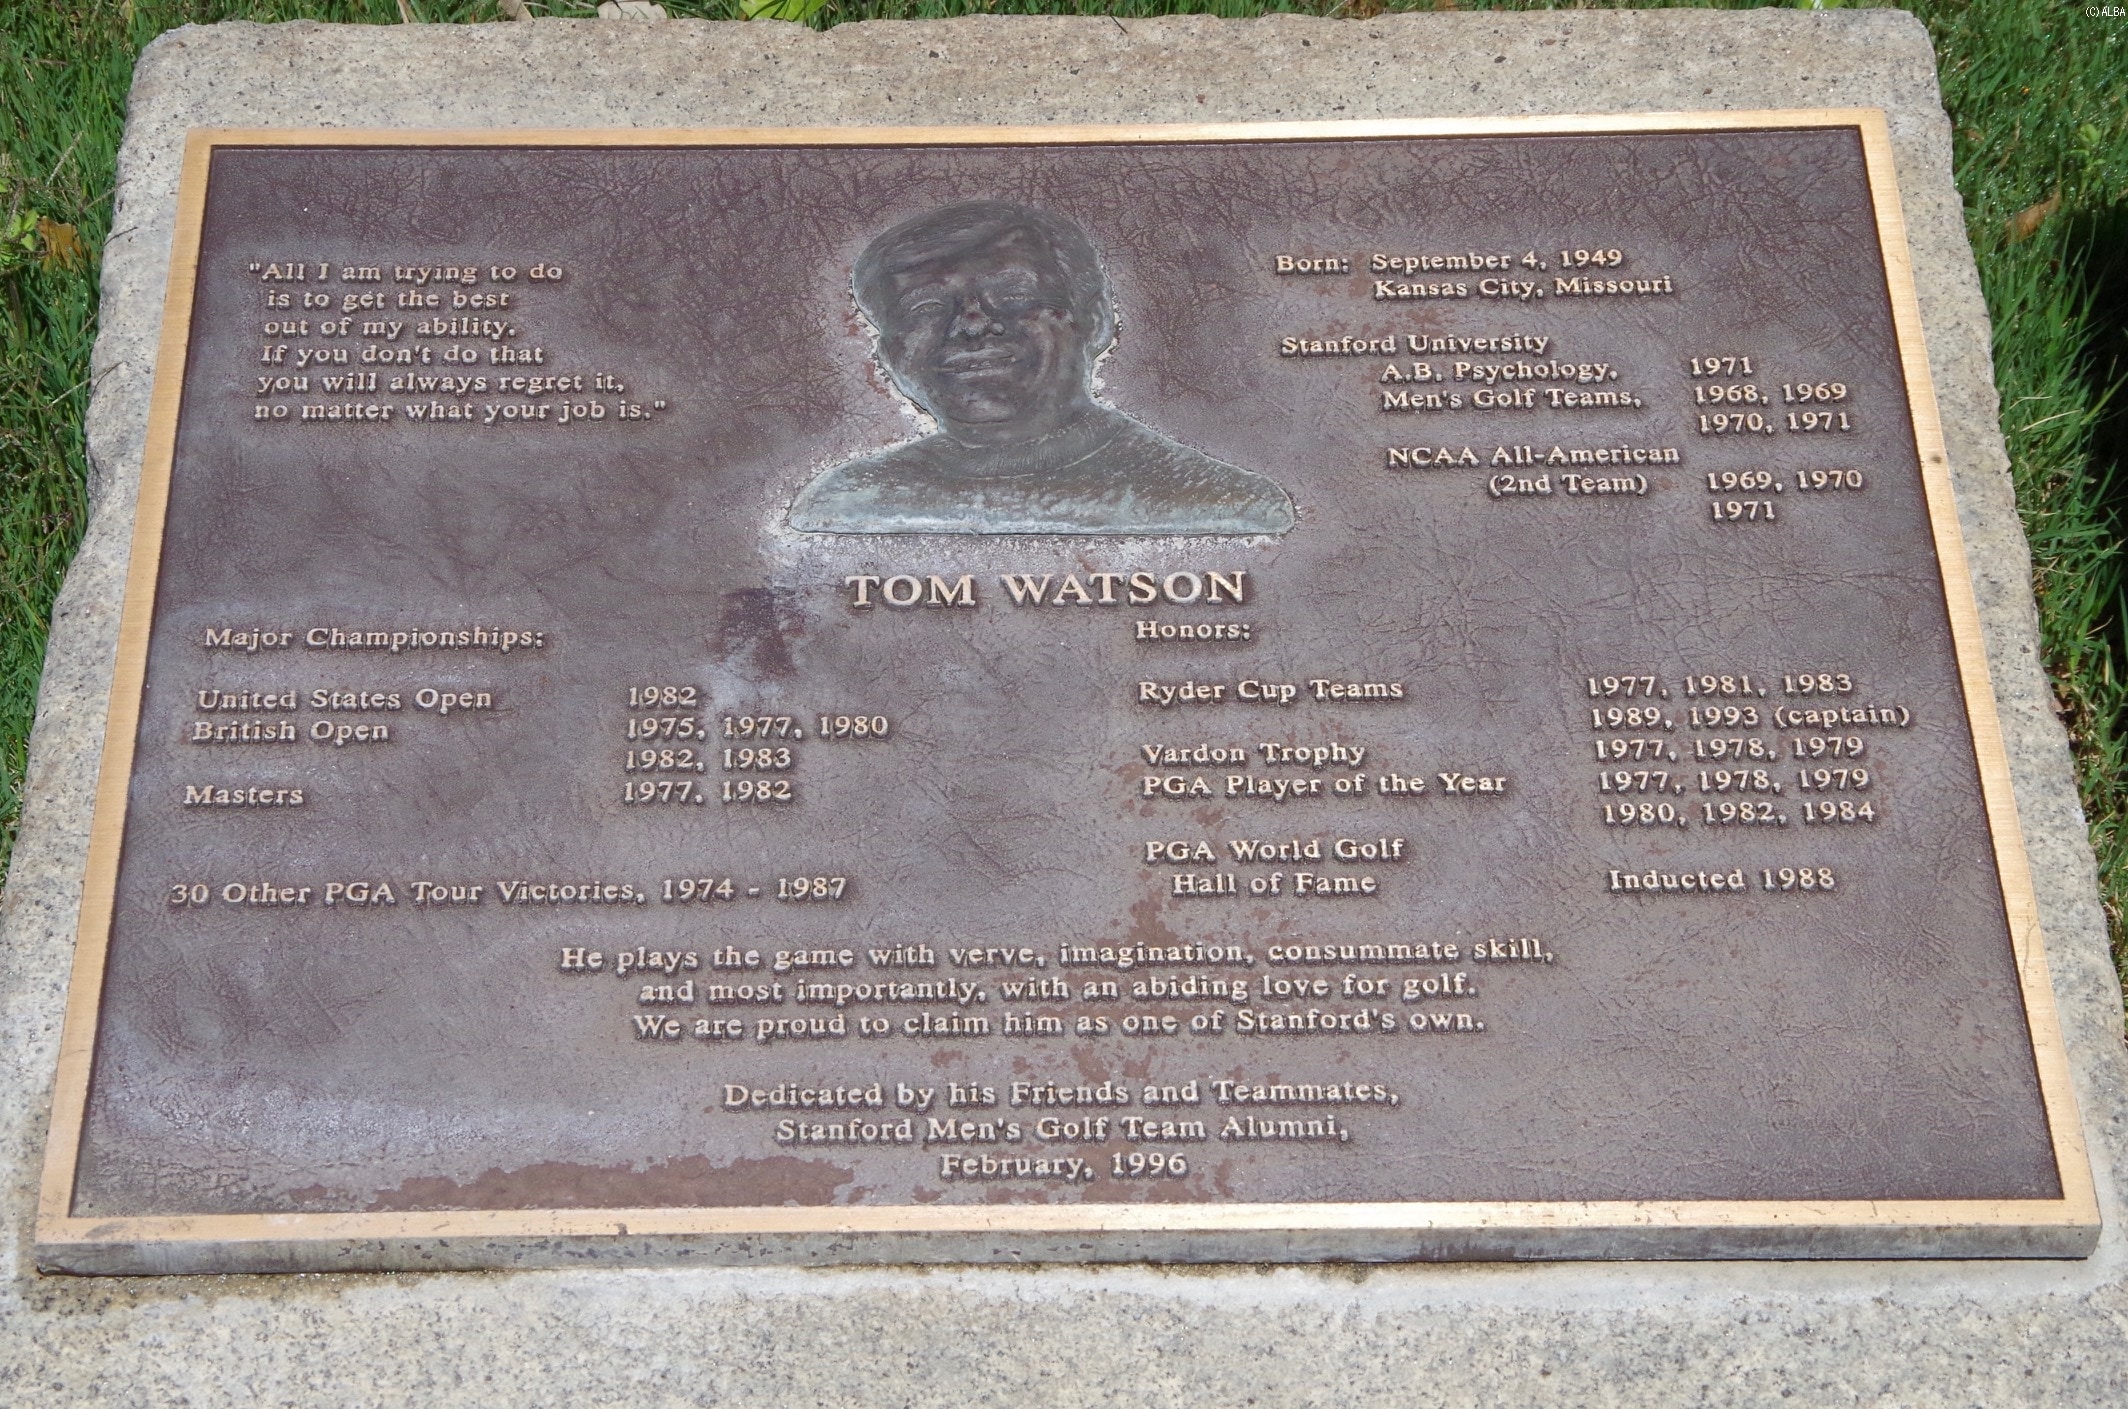 (C)ALBA
"All I am trying to do
is to get the best
out of my ability.
If you don't do that
you will always regret it,
no matter what your job is."
Born: September 4, 1949
Kansas City, Missouri
Stanford University
A.B. Psychology, 1971
Men's Golf Teams, 1968, 1969
1970, 1971
NCAA All-American
(2nd Team) 1969, 1970
1971
TOM WATSON
Major Championships:
United States Open 1982
British Open 1975, 1977, 1980
1982, 1983
Masters 1977, 1982
30 Other PGA Tour Victories, 1974 - 1987
Honors:
Ryder Cup Teams 1977, 1981, 1983
1989, 1993 (captain)
Vardon Trophy 1977, 1978, 1979
PGA Player of the Year 1977, 1978, 1979
1980, 1982, 1984
PGA World Golf
Hall of Fame Inducted 1988
He plays the game with verve, imagination, consummate skill,
and most importantly, with an abiding love for golf.
We are proud to claim him as one of Stanford's own.
Dedicated by his Friends and Teammates,
Stanford Men's Golf Team Alumni,
February, 1996